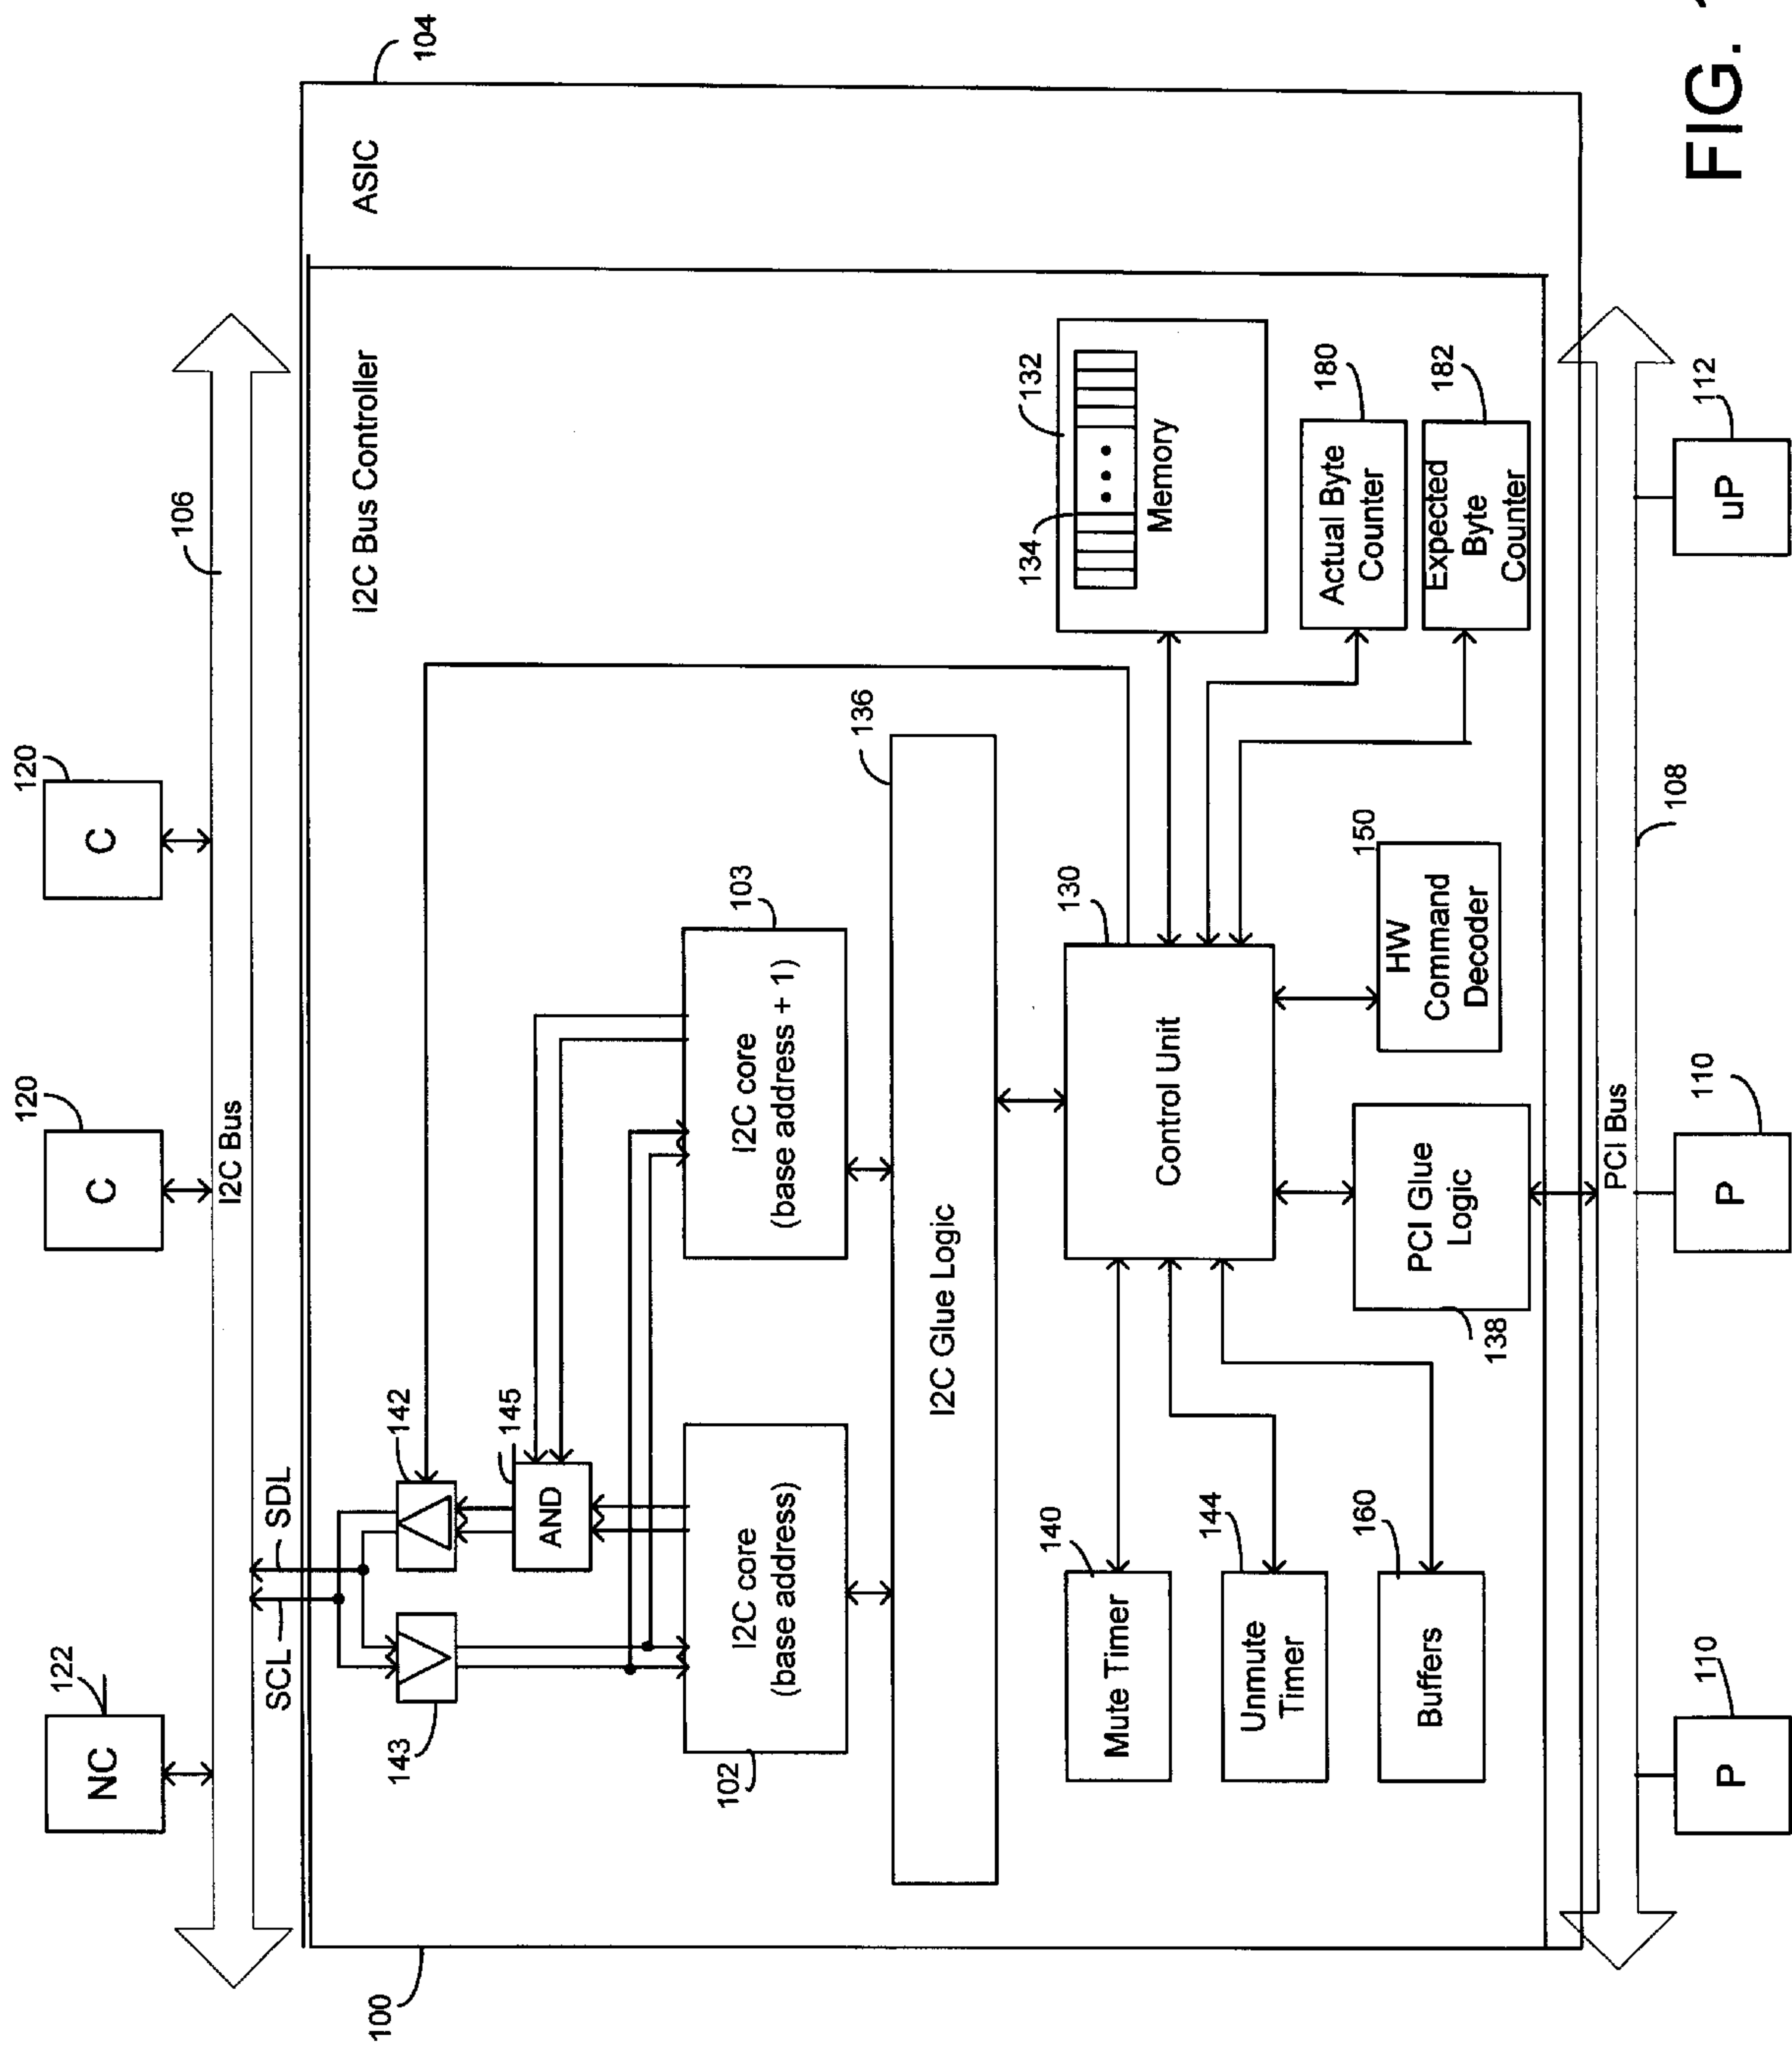 122
NC
120
C
120
C
106
I2C Bus
SCL
SDL
104
ASIC
100
I2C Bus Controller
143
142
145
AND
102
I2C core
(base address)
103
I2C core
(base address + 1)
136
I2C Glue Logic
140
Mute Timer
144
Unmute
Timer
160
Buffers
130
Control Unit
138
PCI Glue
Logic
150
HW
Command
Decoder
132
134
Memory
180
Actual Byte
Counter
182
Expected
Byte
Counter
PCI Bus
108
110
P
110
P
112
uP
FIG.